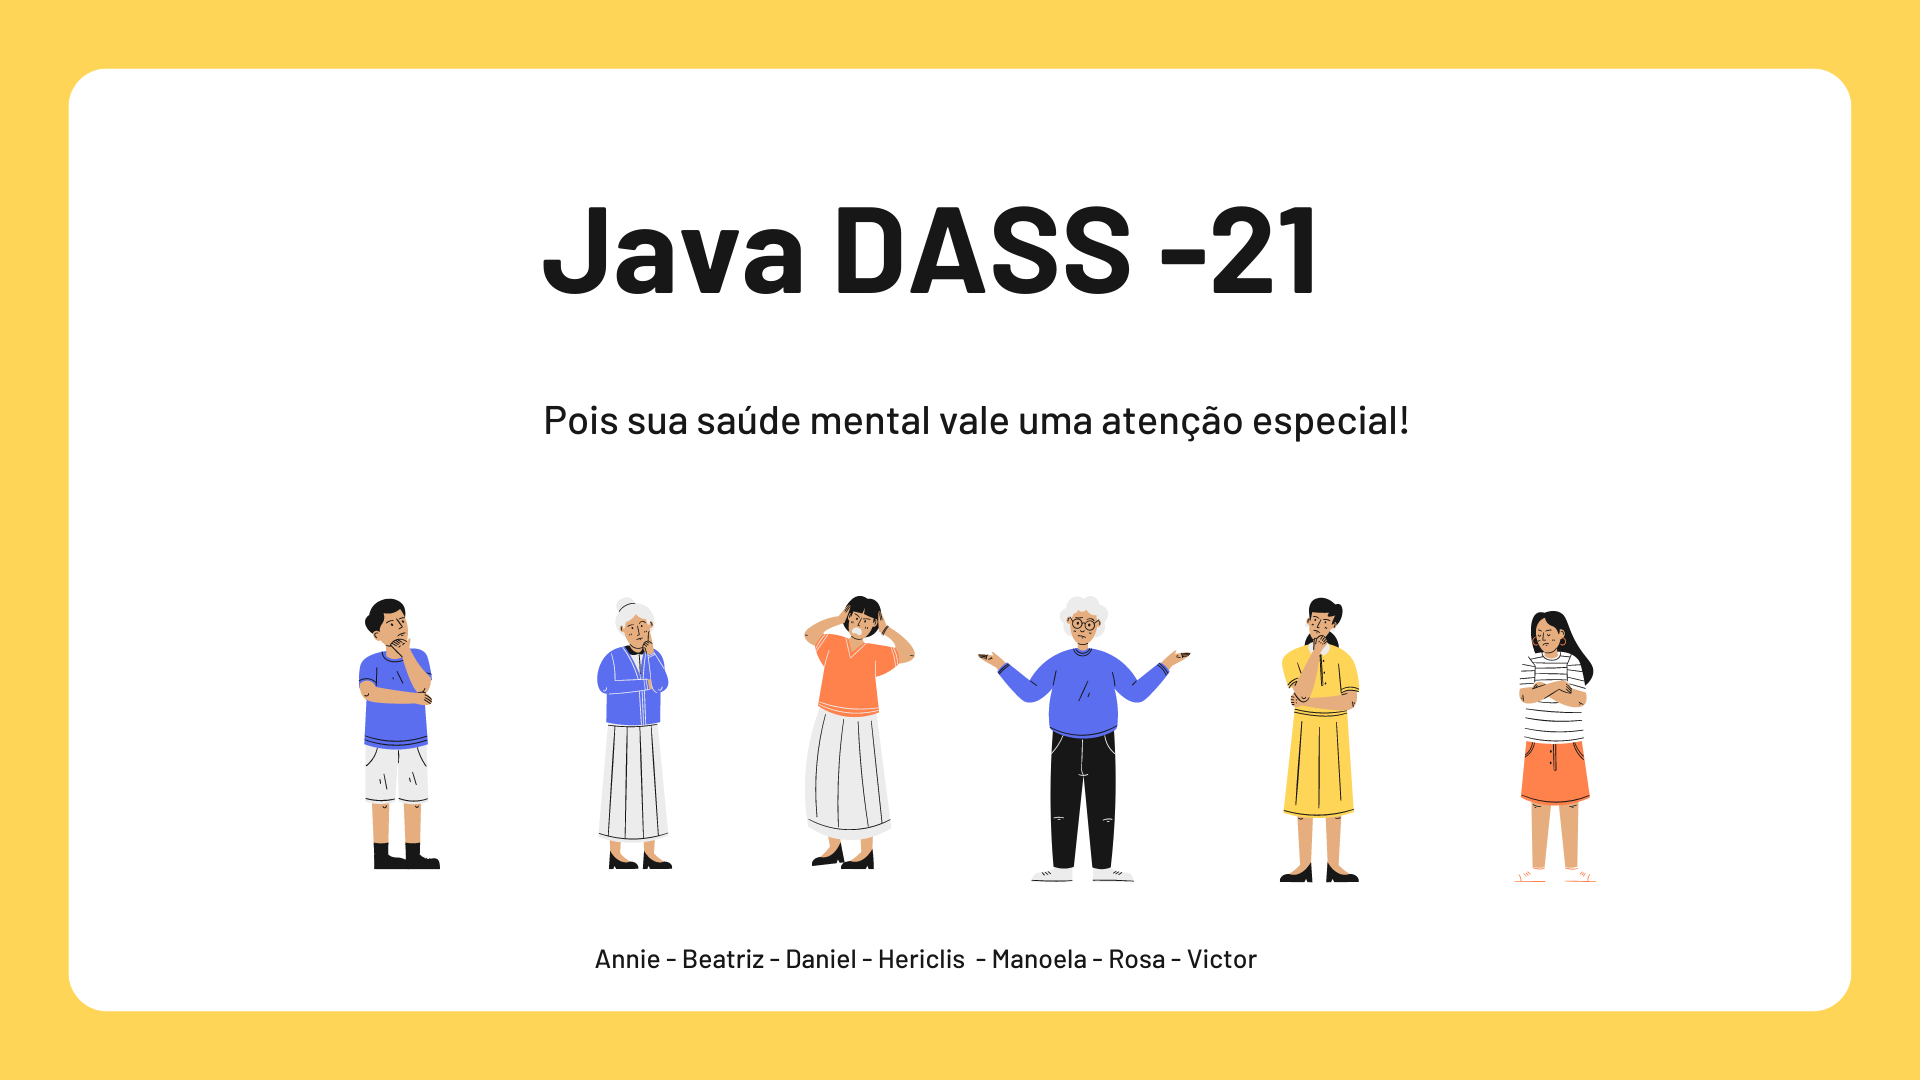 Java DASS -21
Pois sua saúde mental vale uma atenção especial!
Annie - Beatriz - Daniel - Hericlis  - Manoela - Rosa - Victor